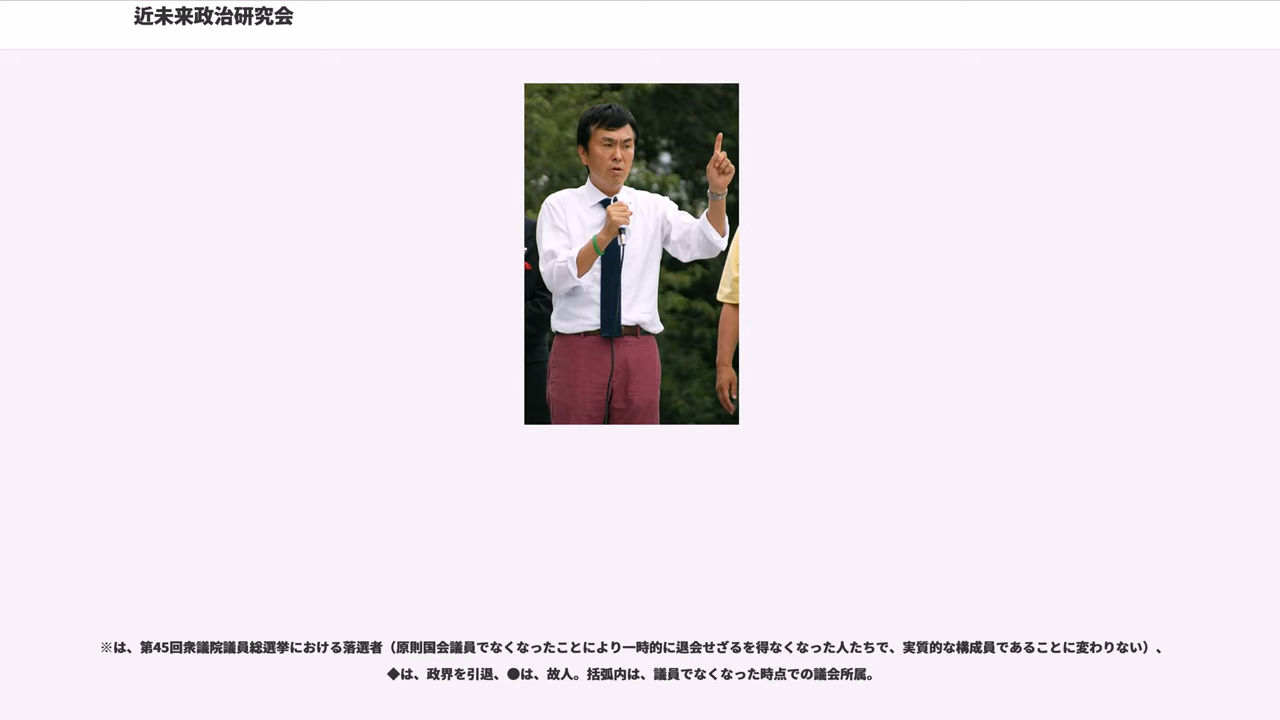 近未来政治研究会
※は、第45回衆議院議員総選挙における落選者（原則国会議員でなくなったことにより一時的に退会せざるを得なくなった人たちで、実質的な構成員であることに変わりない）、
◆は、政界を引退、●は、故人。括弧内は、議員でなくなった時点での議会所属。